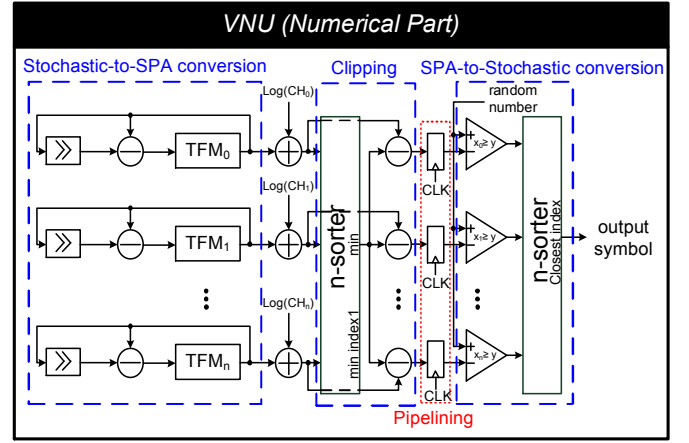 VNU (Numerical Part)
Stochastic-to-SPA conversion
Clipping
SPA-to-Stochastic conversion
Log(CH0)
random
number
>>
TFM0
n-sorter
min
min index1
CLK
x0≥ y
Log(CH1)
>>
TFM1
CLK
x1≥ y
n-sorter
Closest index
output
symbol
Log(CHn)
>>
TFMn
CLK
xn≥ y
Pipelining